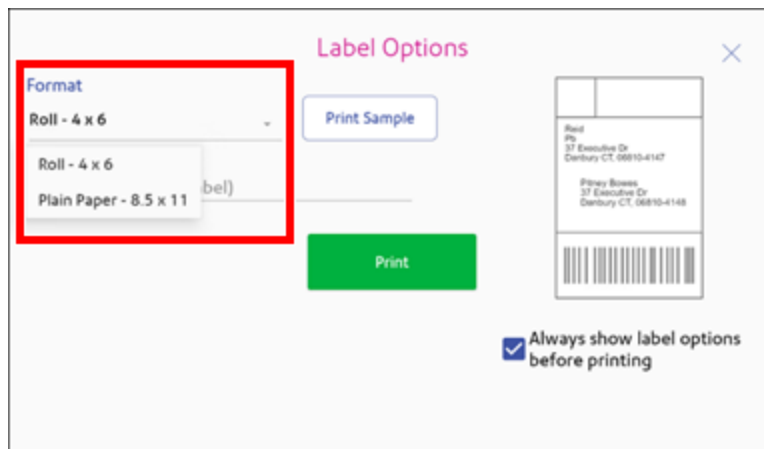 Label Options
Format
Roll - 4 x 6
Print Sample
Roll - 4 x 6
Plain Paper - 8.5 x 11
bel)
Print
Reid
Pb
37 Executive Dr
Danbury CT, 06810-4147
Pitney Bowes
37 Executive Dr
Danbury CT, 06810-4148
Always show label options
before printing